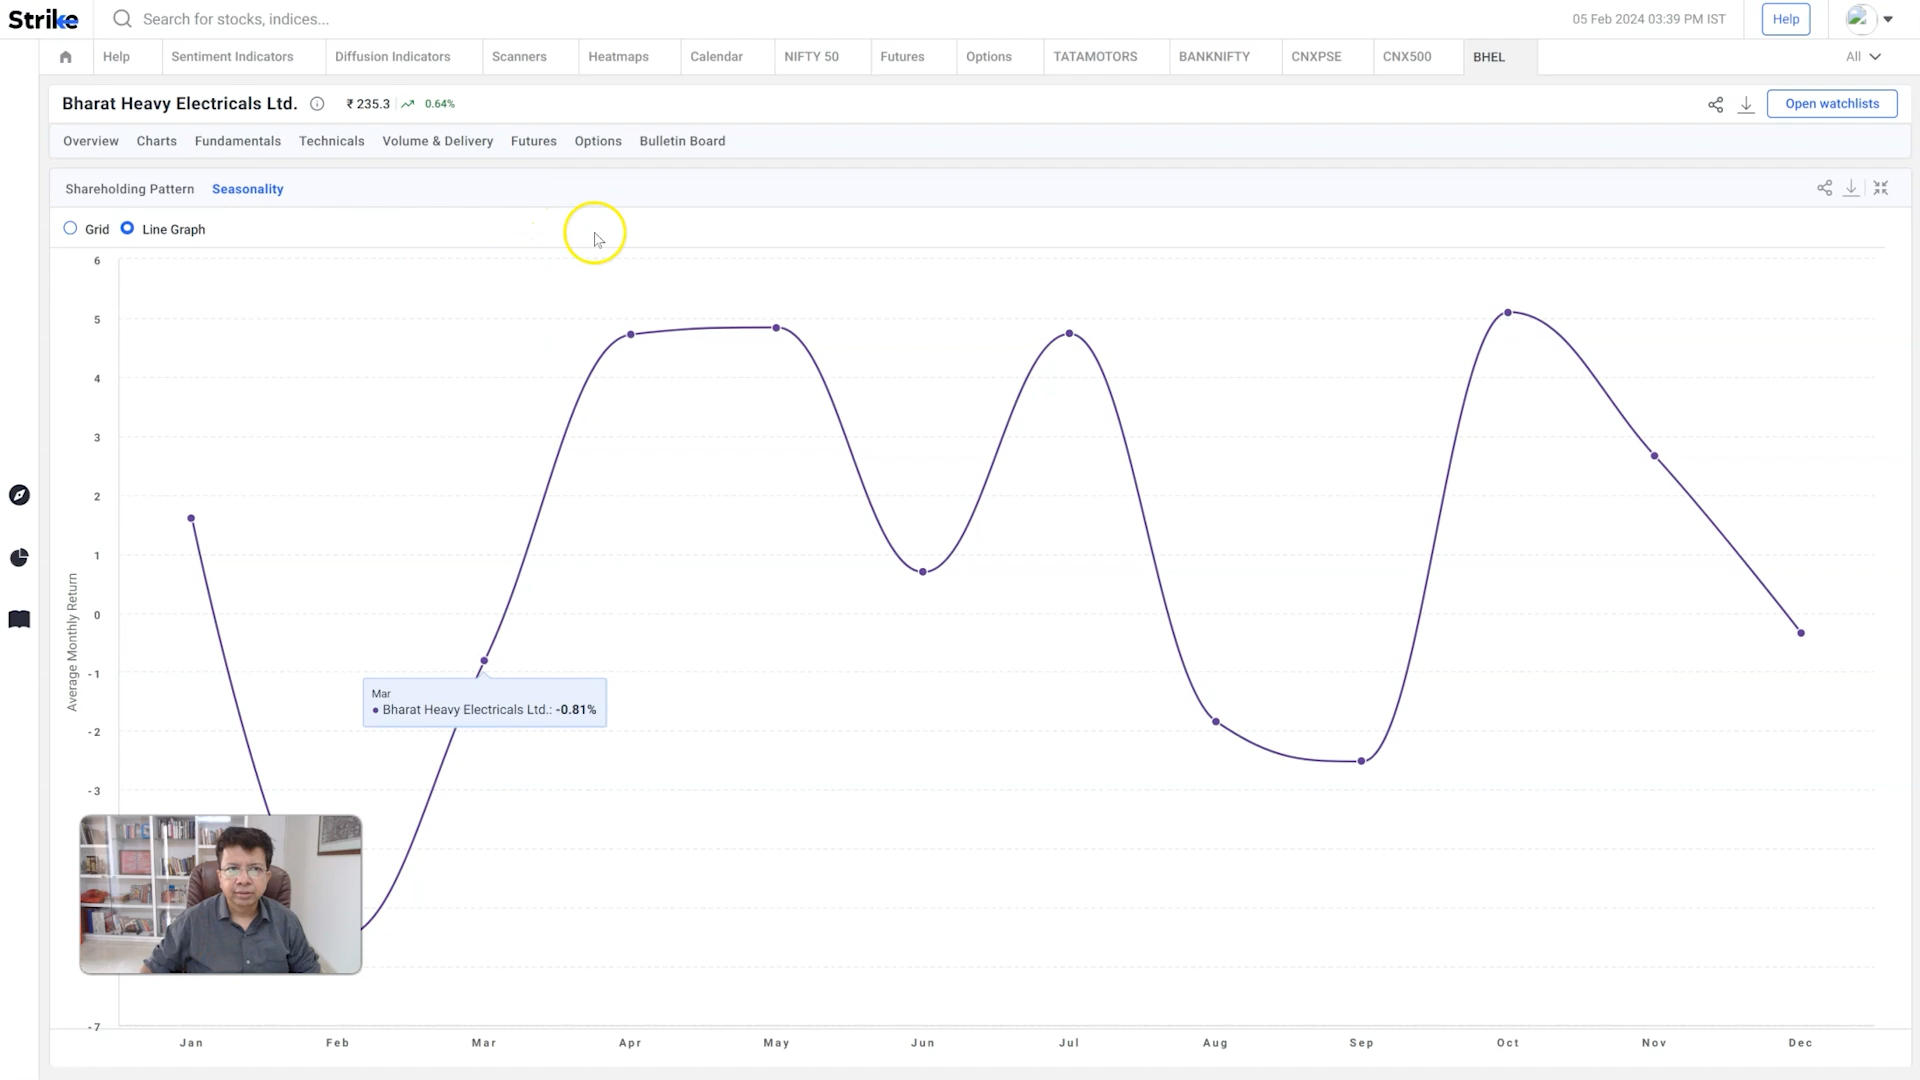 Strike
Search for stocks, indices...
05 Feb 2024 03:39 PM IST
Help
Help
Sentiment Indicators
Diffusion Indicators
Scanners
Heatmaps
Calendar
NIFTY 50
Futures
Options
TATAMOTORS
BANKNIFTY
CNXPSE
CNX500
BHEL
All
Bharat Heavy Electricals Ltd.
₹ 235.3
0.64%
Open watchlists
Overview
Charts
Fundamentals
Technicals
Volume & Delivery
Futures
Options
Bulletin Board
Shareholding Pattern
Seasonality
Grid
Line Graph
6
5
4
3
2
1
0
-1
-2
-3
-7
Average Monthly Return
Mar
Bharat Heavy Electricals Ltd.: -0.81%
Jan
Feb
Mar
Apr
May
Jun
Jul
Aug
Sep
Oct
Nov
Dec